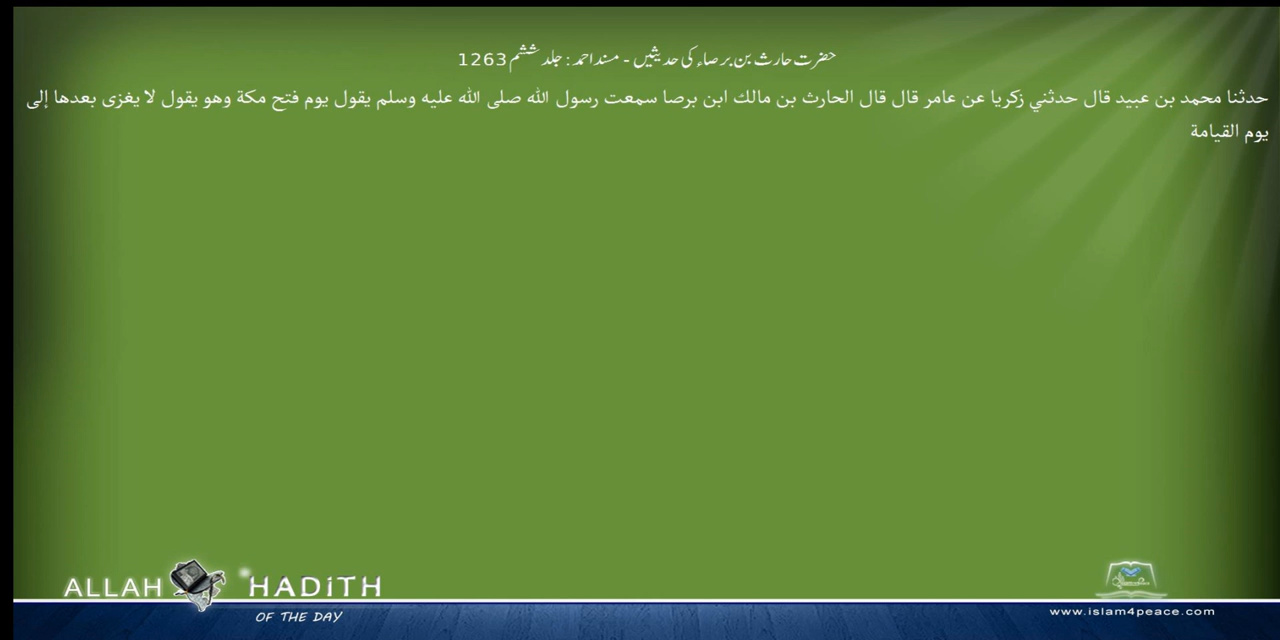 حضرت حارث بن برصاء کی حدیثیں - مسند احمد : جلد ششم 1263
حدثنا محمد بن عبيد قال حدثني زكريا عن عامر قال قال الحارث بن مالك ابن برصا سمعت رسول الله صلى الله عليه وسلم يقول يوم فتح مكة وهو يقول لا يغزى بعدها إلى
يوم القيامة
ALLAH HADITH
OF THE DAY
www.islam4peace.com